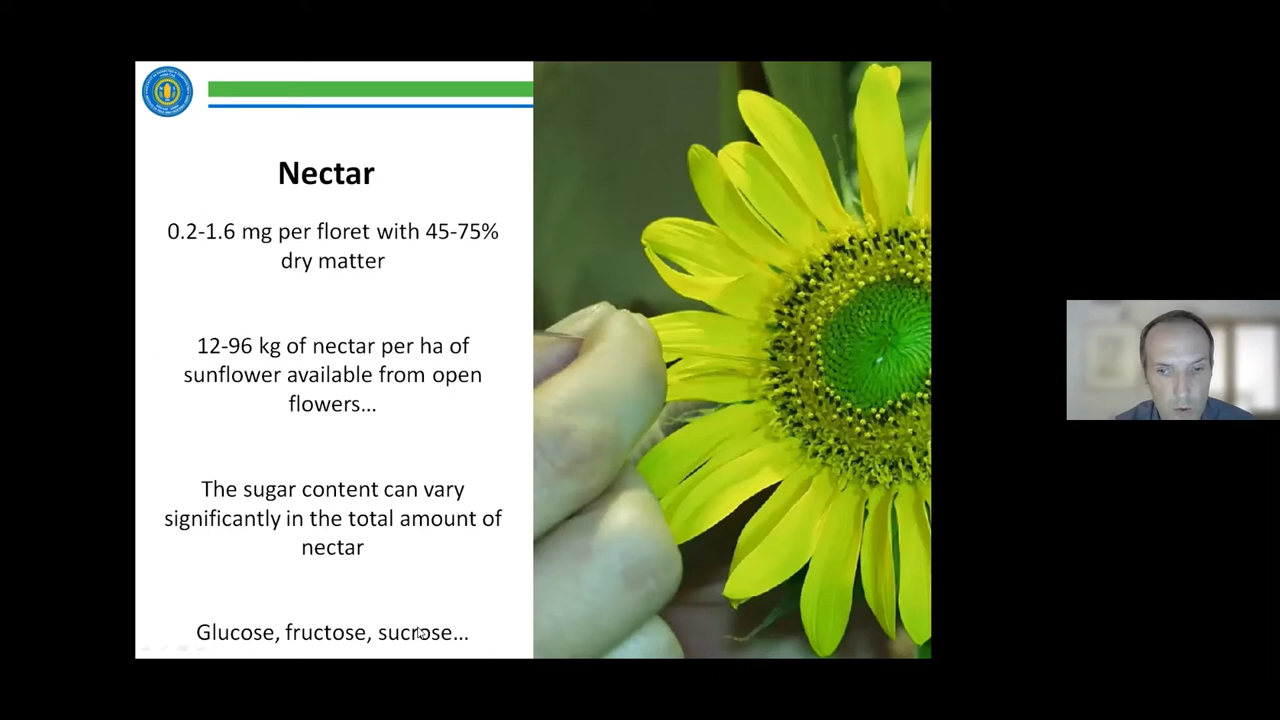 Nectar
0.2-1.6 mg per floret with 45-75%
dry matter
12-96 kg of nectar per ha of
sunflower available from open
flowers...
The sugar content can vary
significantly in the total amount of
nectar
Glucose, fructose, sucrose...